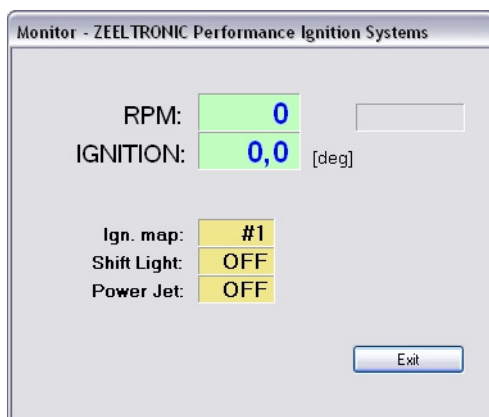 Monitor - ZEELTRONIC Performance Ignition Systems
RPM: 0
IGNITION: 0,0 [deg]
Ign. map: #1
Shift Light: OFF
Power Jet: OFF
Exit